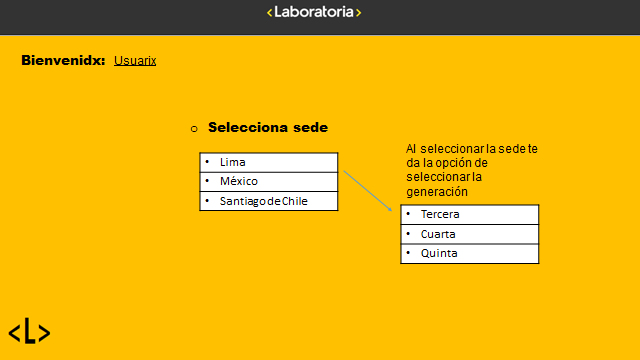 <Laboratoria>
Bienvenidx: Usuarix
o Selecciona sede
• Lima
• México
• Santiago de Chile
Al seleccionar la sede te
da la opción de
seleccionar la
generación
• Tercera
• Cuarta
• Quinta
<L>